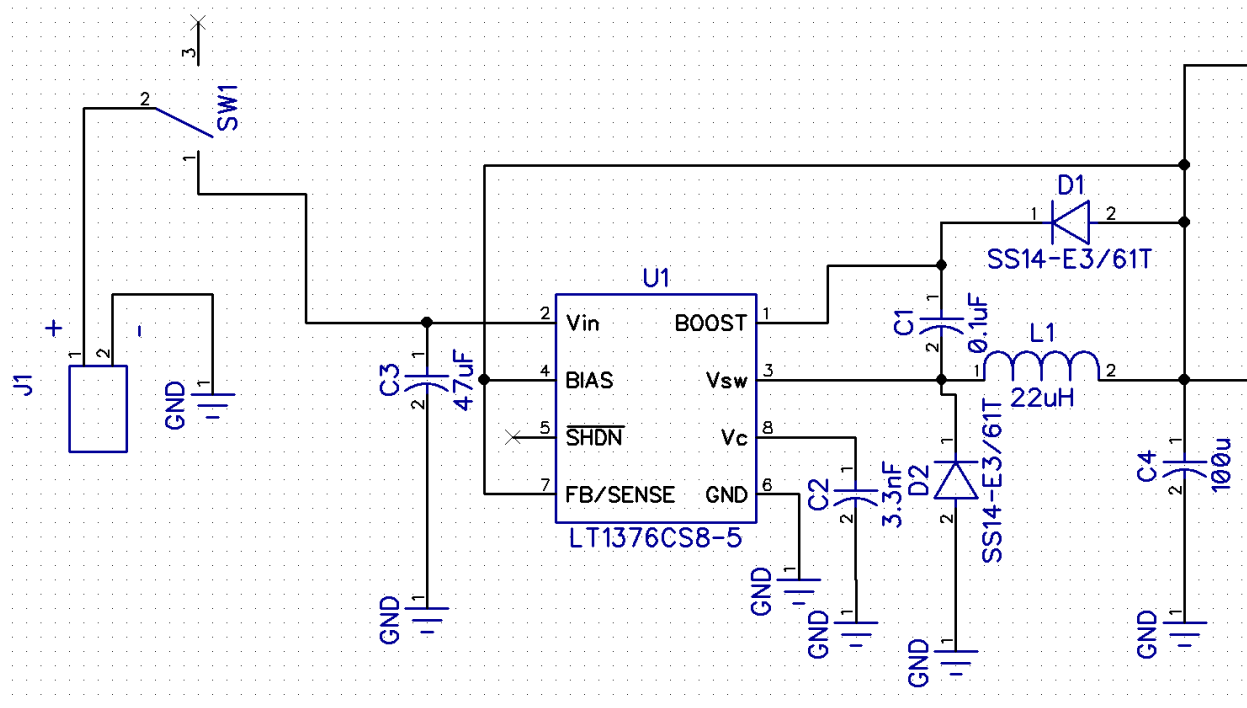 3
2
SW1
1
J1
+
-
1
2
GND
1
C3
1
2
47uF
GND
1
U1
2
Vin
BOOST
1
4
BIAS
Vsw
3
5
SHDN
Vc
8
7
FB/SENSE
GND
6
LT1376CS8-5
GND
1
C2
1
2
3.3nF
GND
1
C1
1
2
0.1uF
D1
1
2
SS14-E3/61T
L1
1
2
22uH
D2
1
2
SS14-E3/61T
GND
1
C4
1
2
100u
GND
1